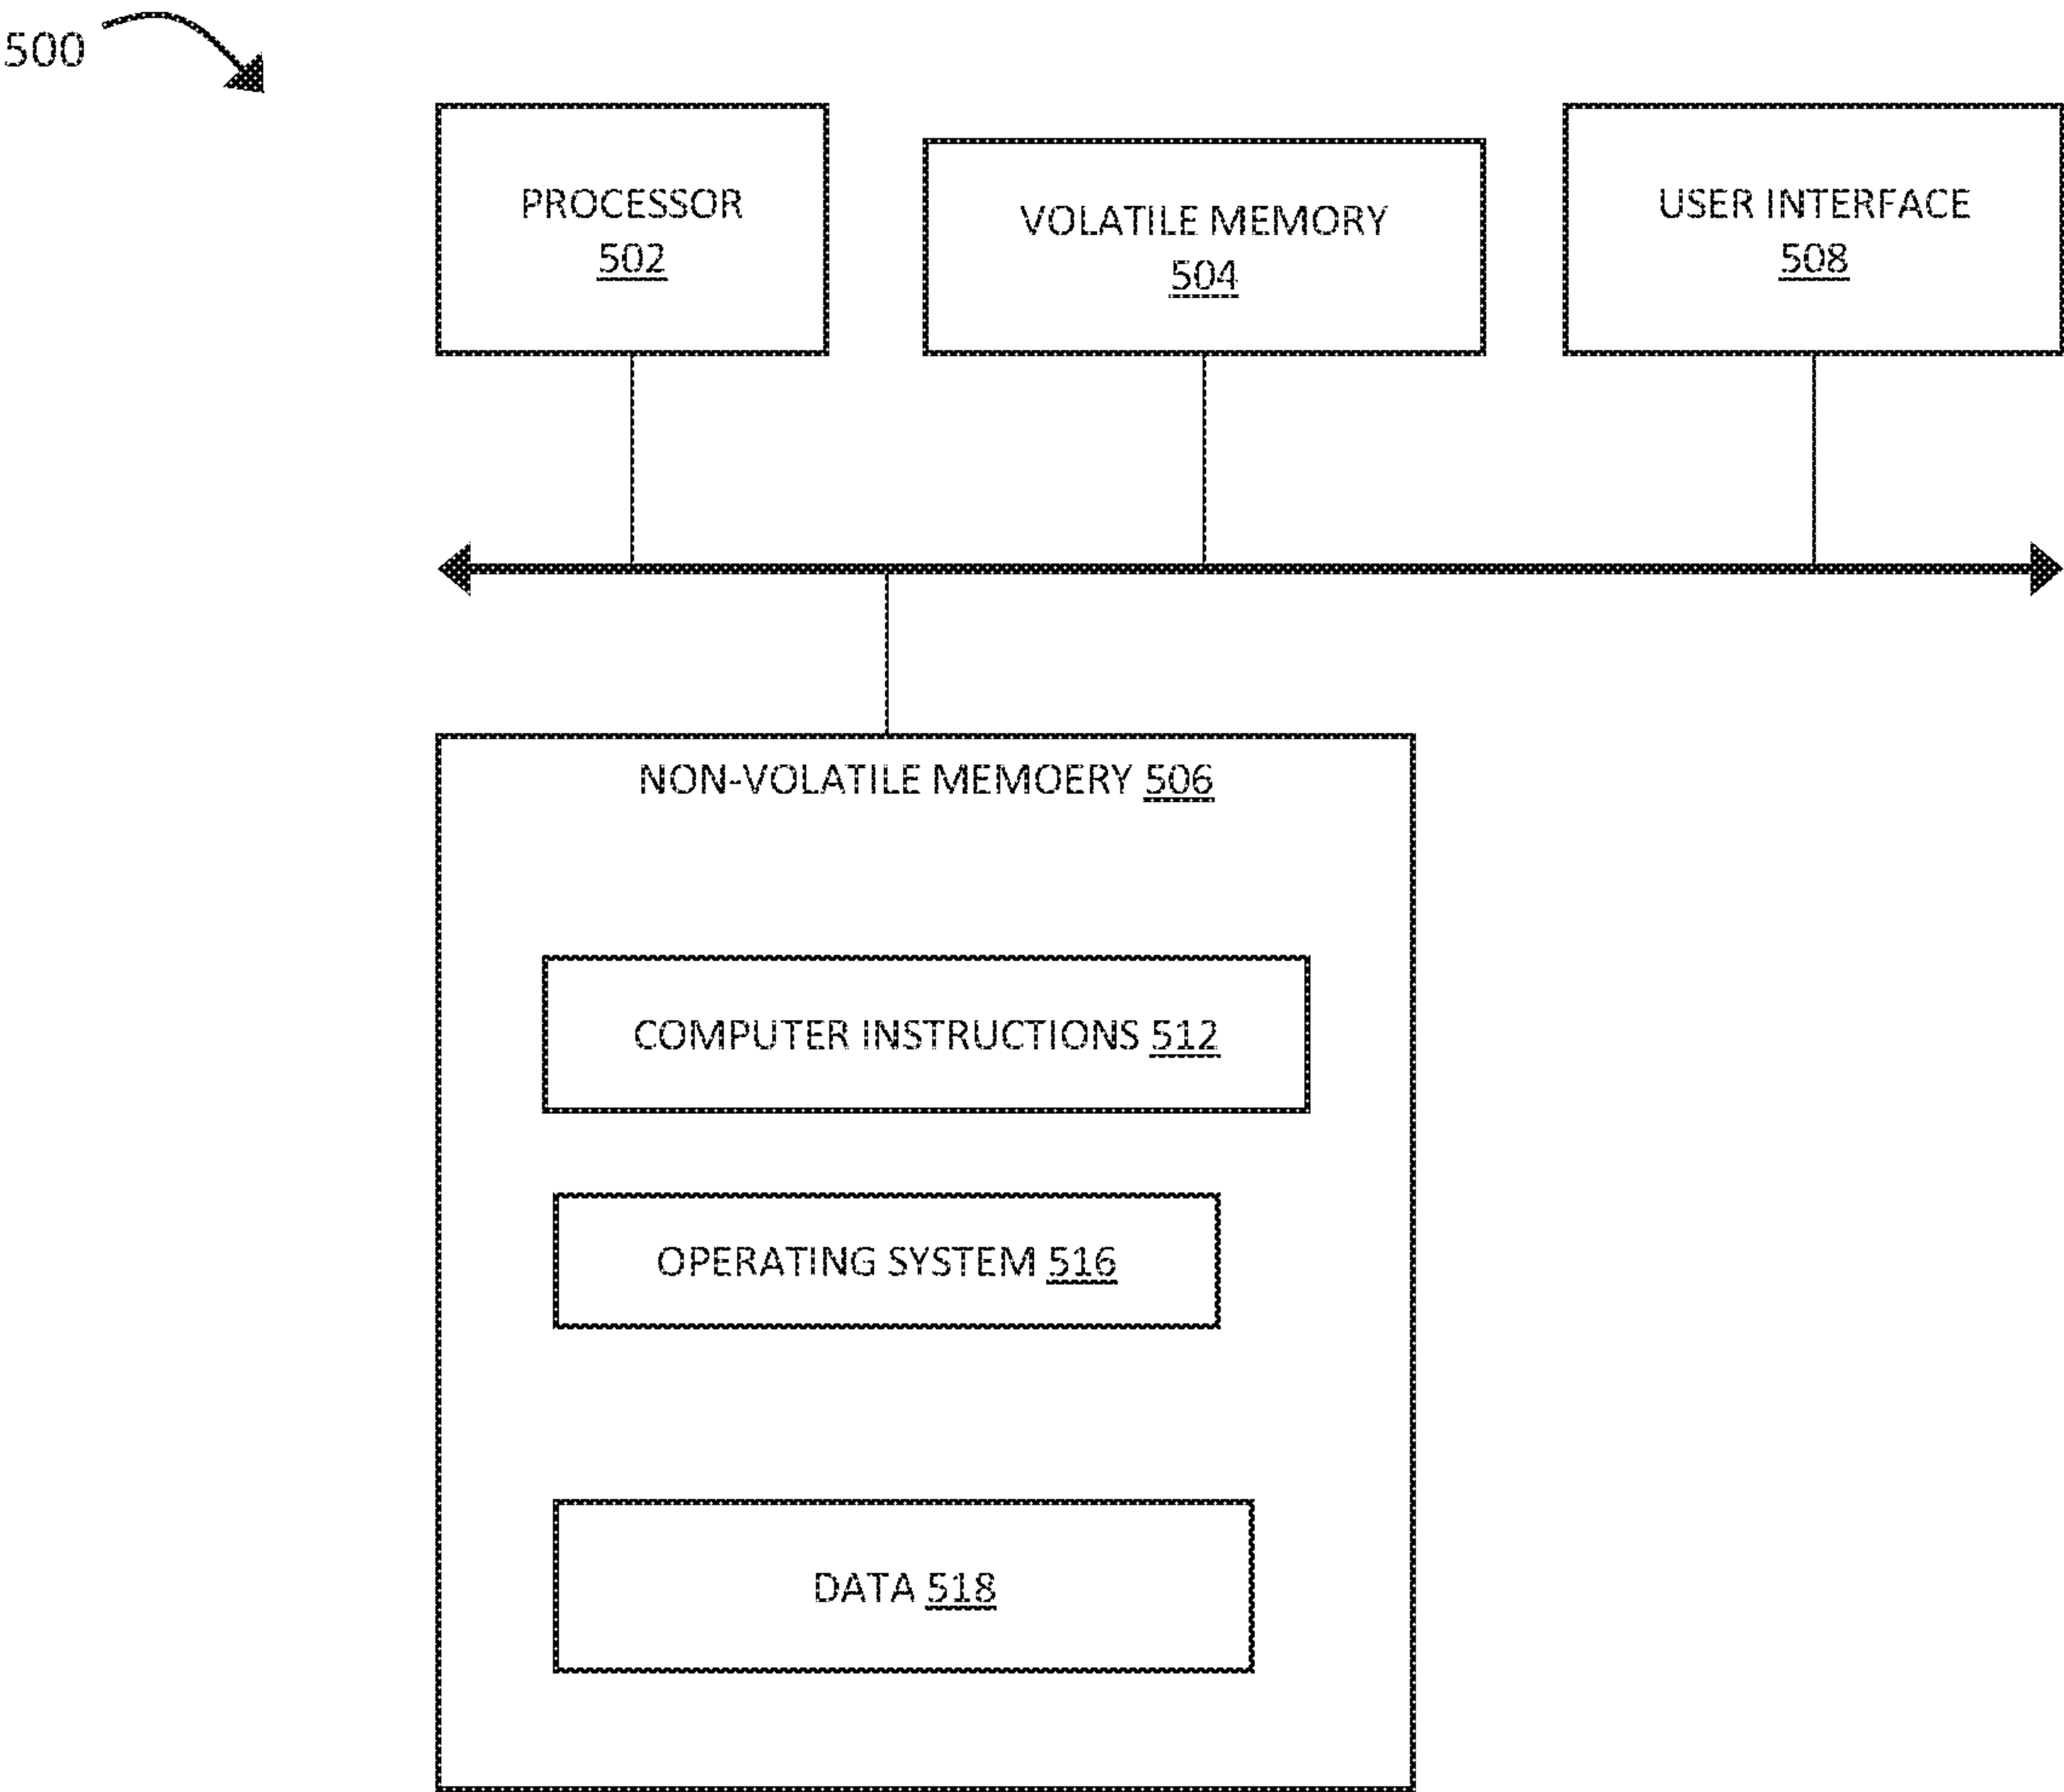 500
PROCESSOR
502
VOLATILE MEMORY
504
USER INTERFACE
508
NON-VOLATILE MEMOERY 506
COMPUTER INSTRUCTIONS 512
OPERATING SYSTEM 516
DATA 518